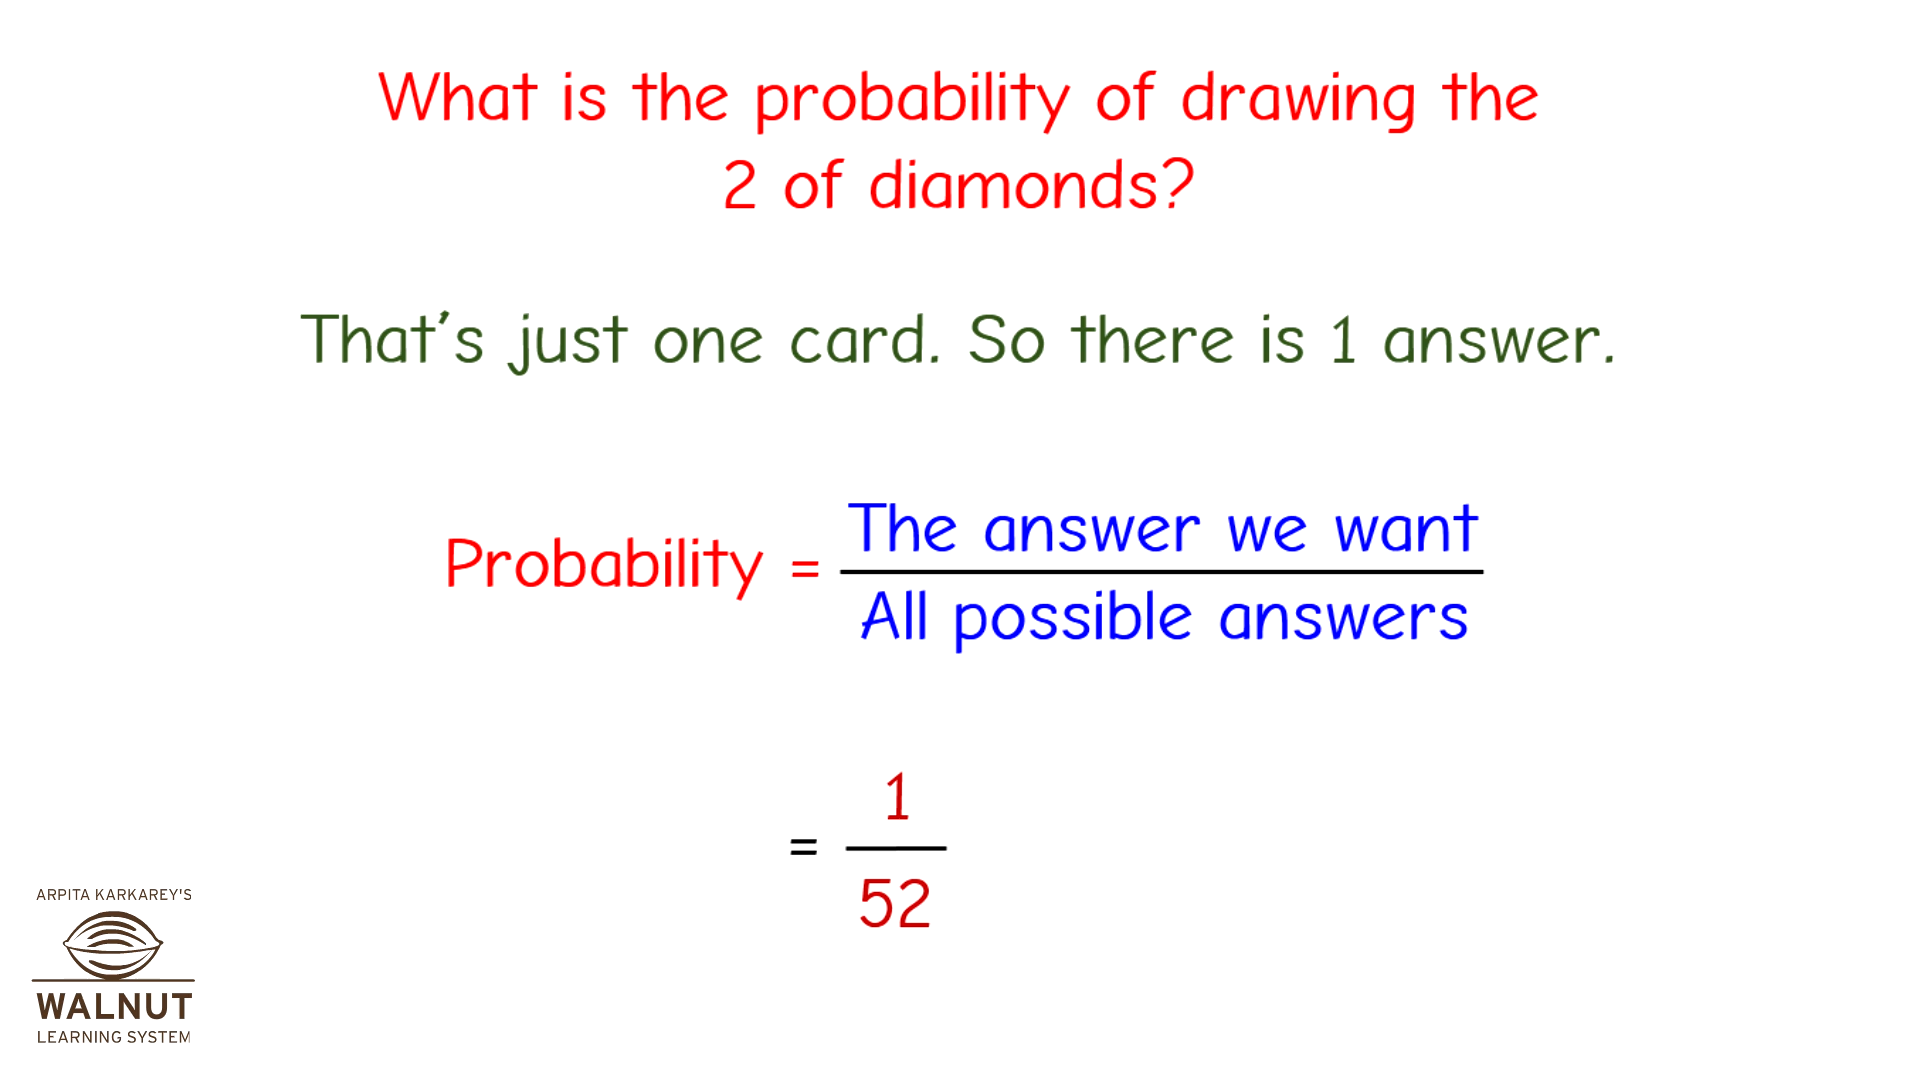 What is the probability of drawing the
2 of diamonds?
That's just one card. So there is 1 answer.
Probability = The answer we want
All possible answers
= 1
52
ARPITA KARKAREY'S
WALNUT
LEARNING SYSTEM